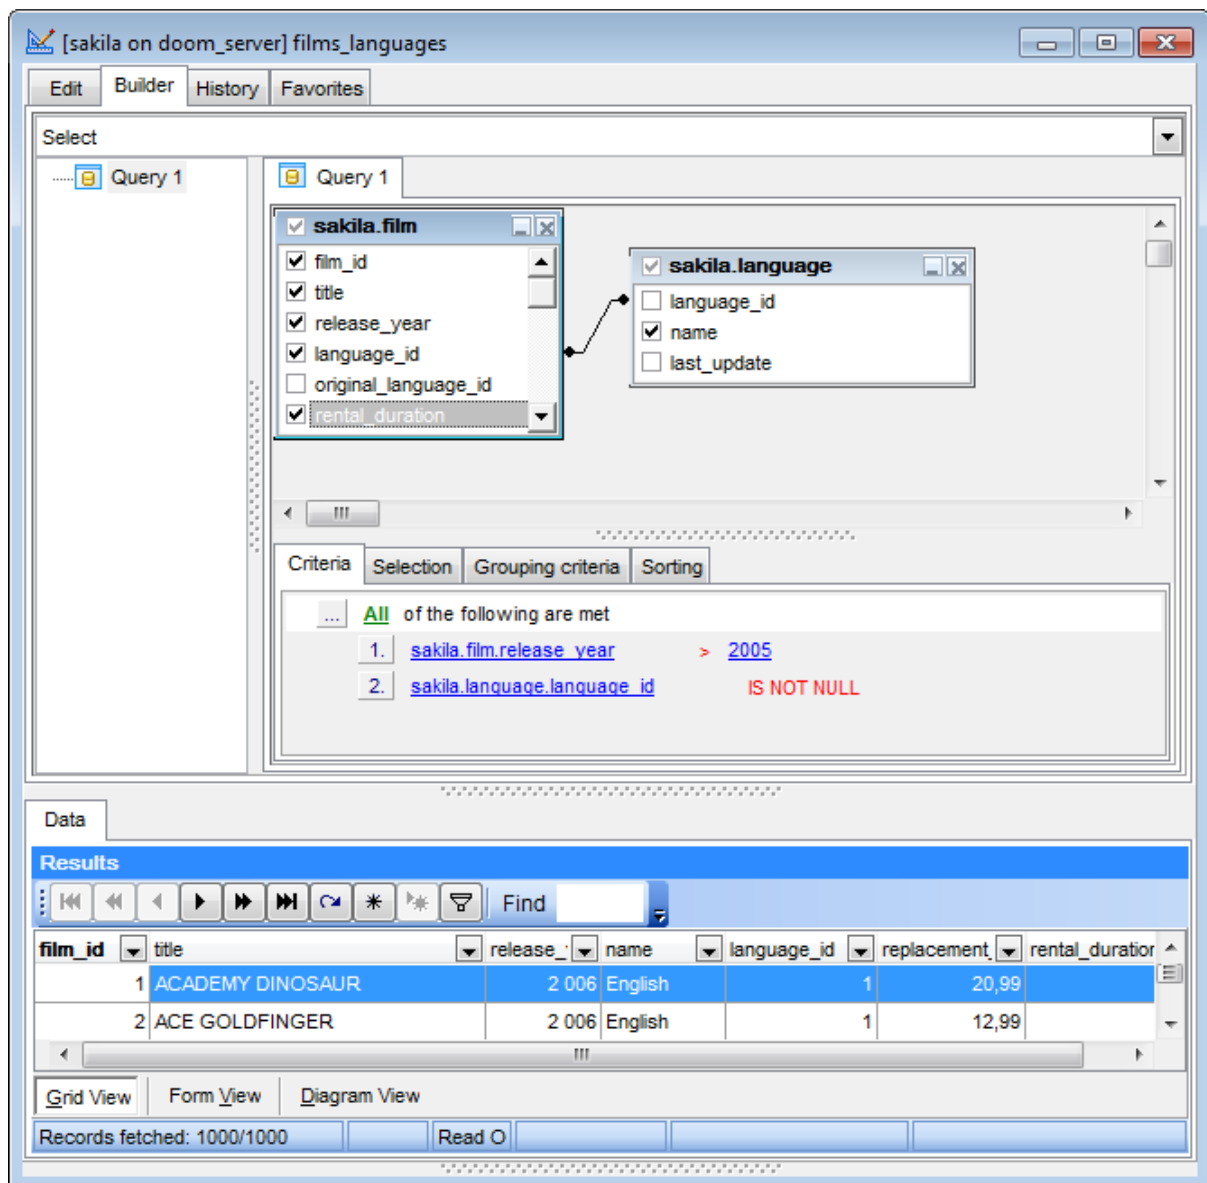 [sakila on doom_server] films_languages
Edit Builder History Favorites
Select
Query 1
Query 1
sakila.film
film_id
title
release_year
language_id
original_language_id
rental_duration
sakila.language
language_id
name
last_update
Criteria Selection Grouping criteria Sorting
... All of the following are met
1. sakila.film.release_year > 2005
2. sakila.language.language_id IS NOT NULL
Data
Results
Find
film_id title release_ name language_id replacement_ rental_duration
1 ACADEMY DINOSAUR 2 006 English 1 20,99
2 ACE GOLDFINGER 2 006 English 1 12,99
Grid View Form View Diagram View
Records fetched: 1000/1000 Read O